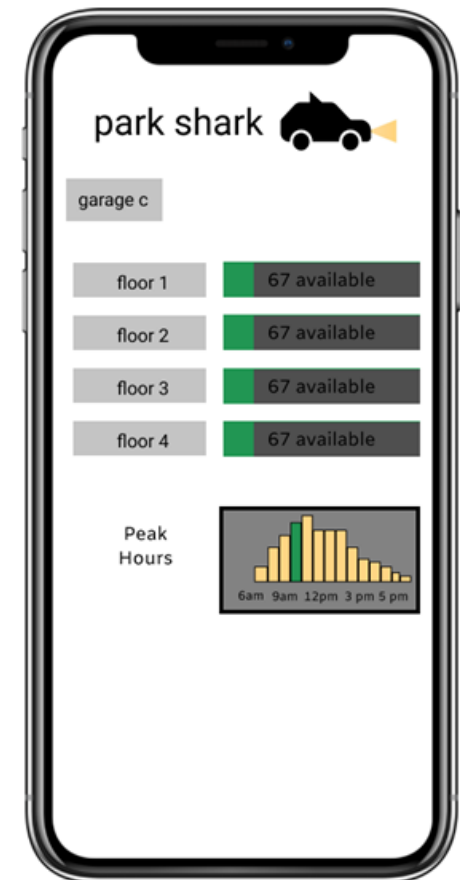 park shark
garage c
floor 1 67 available
floor 2 67 available
floor 3 67 available
floor 4 67 available
Peak
Hours
6am 9am 12pm 3 pm 5 pm